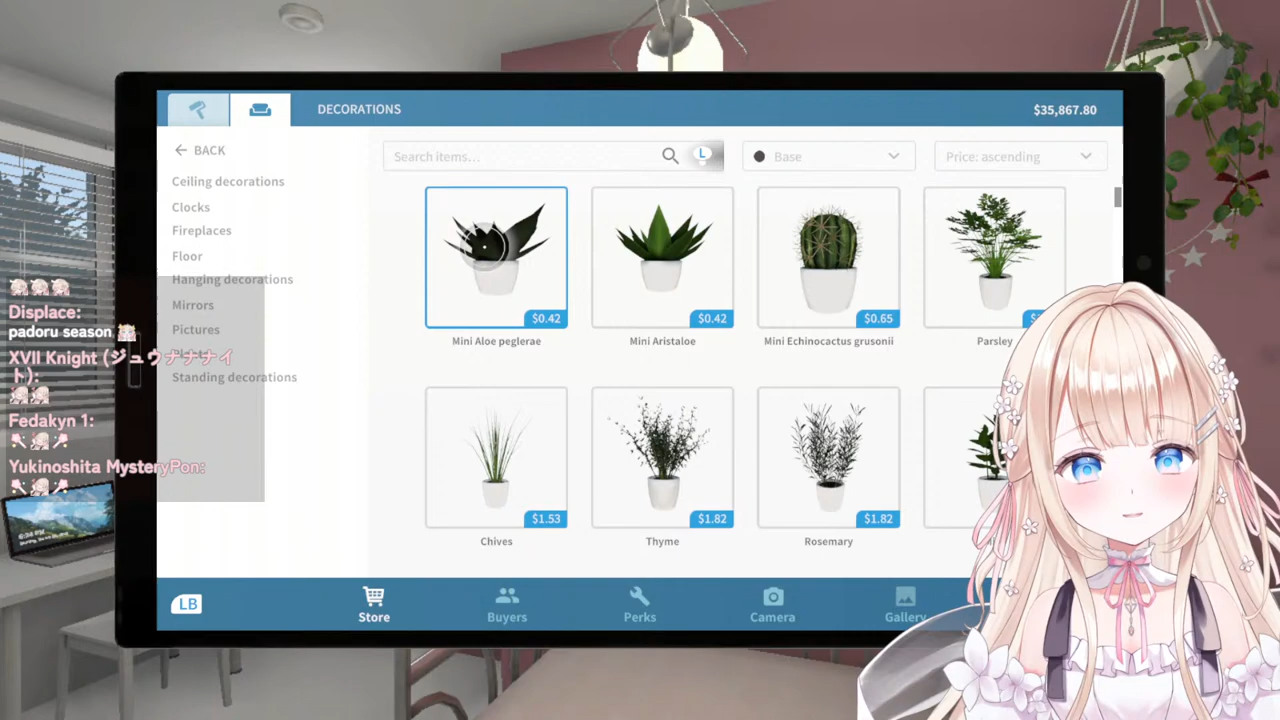 DECORATIONS
$35,867.80
BACK
Search items...
L
Base
Price: ascending
Ceiling decorations
Clocks
Fireplaces
Floor
Hanging decorations
Mirrors
Pictures
Standing decorations
$0.42
$0.42
$0.65
Mini Aloe peglerae
Mini Aristaloe
Mini Echinocactus grusonii
Parsley
$1.53
$1.82
$1.82
Chives
Thyme
Rosemary
Displace:
padoru season
XVII Knight (ジュウナナナイ
ト):
Fedakyn 1:
Yukinoshita MysteryPon:
LB
Store
Buyers
Perks
Camera
Gallery